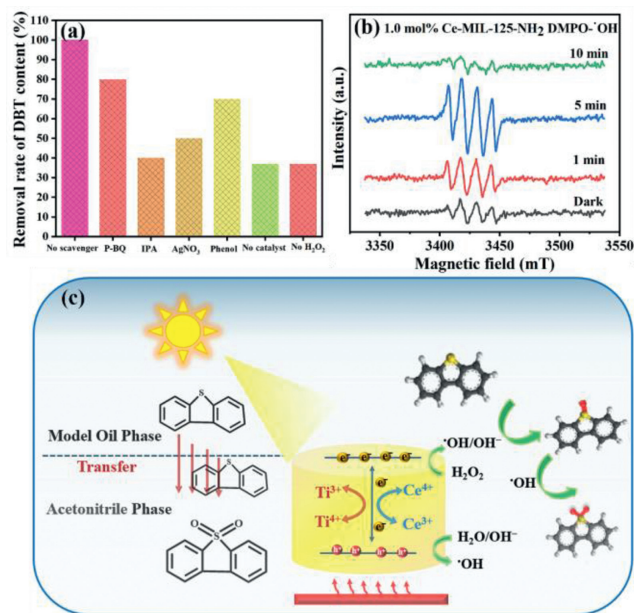 (a)
Removal rate of DBT content (%)
110
100
90
80
70
60
50
40
30
20
10
0
No scavenger P-BQ IPA AgNO₃ Phenol No catalyst No H₂O₂
(b) 1.0 mol% Ce-MIL-125-NH₂ DMPO-˙OH
Intensity (a.u.)
10 min
5 min
1 min
Dark
3350 3400 3450 3500 3550
Magnetic field (mT)
(c)
S
Model Oil Phase
Transfer
S
Acetonitrile Phase
O O
S
e⁻ e⁻ e⁻ e⁻
˙OH/OH⁻
H₂O₂
e⁻
Ti³⁺ Ce⁴⁺
Ti⁴⁺ Ce³⁺
e⁻
h⁺ h⁺ h⁺ h⁺
H₂O/OH⁻
˙OH
˙OH